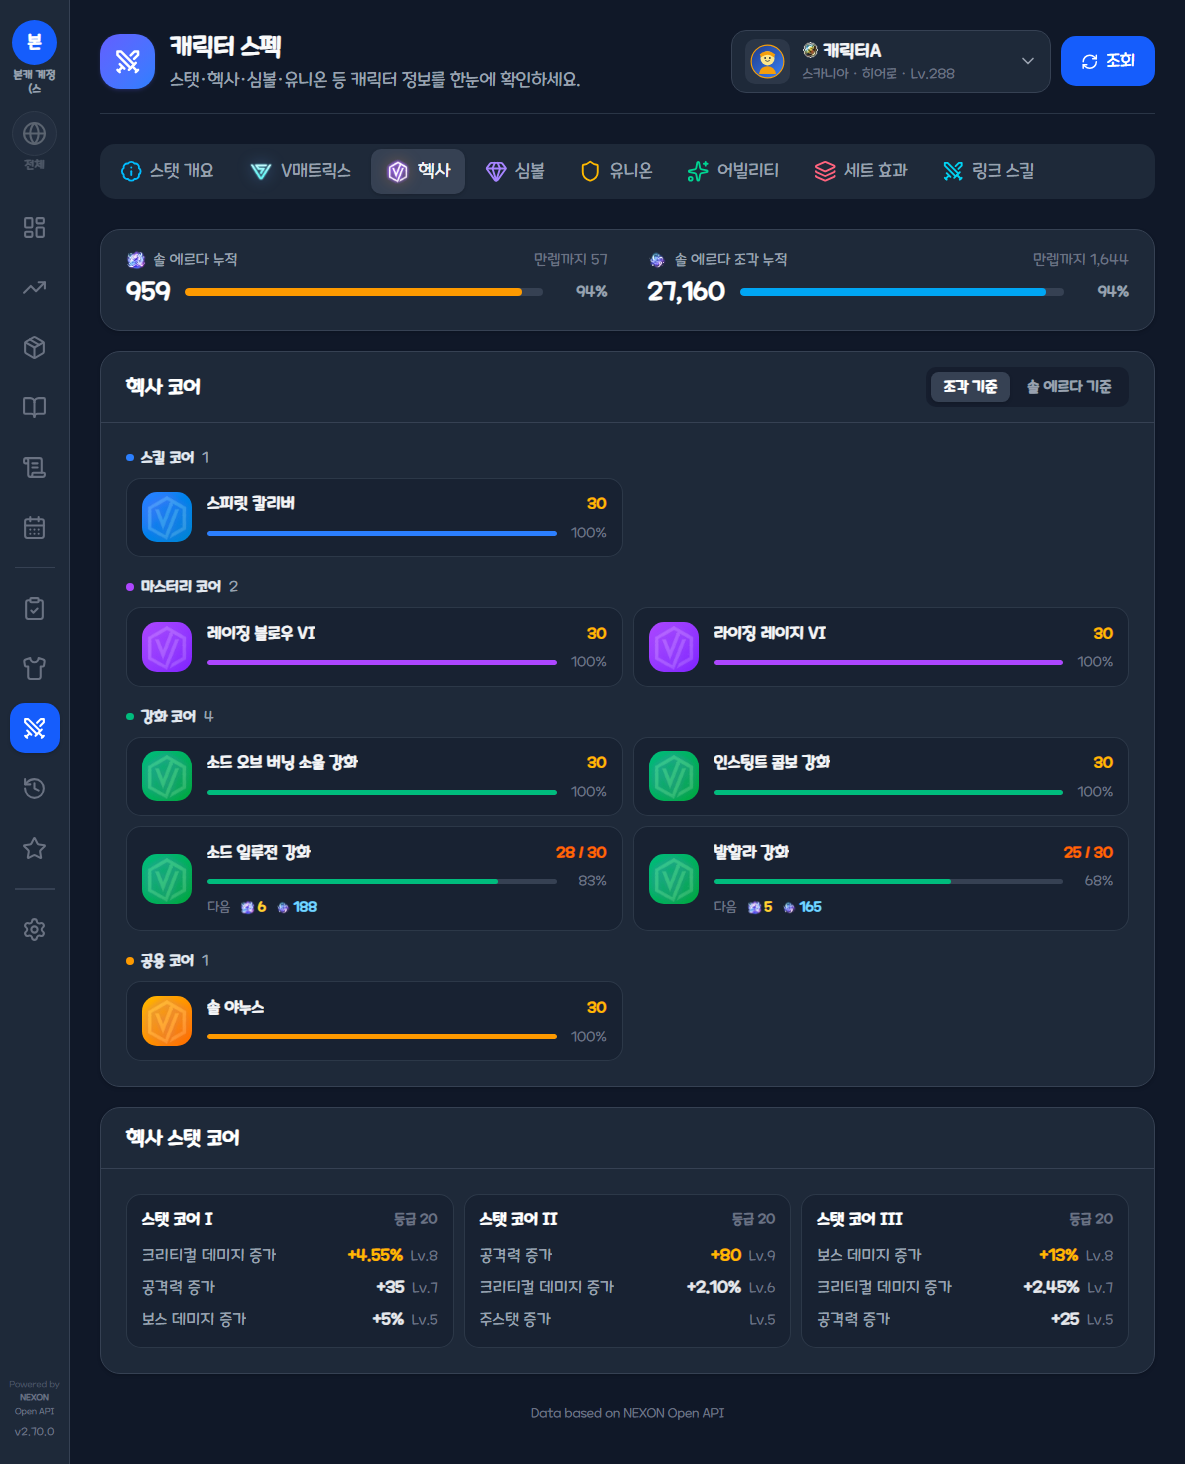 본
본캐 계정
(스
전체
Powered by
NEXON
Open API
v2.70.0
캐릭터 스펙
스탯·헥사·심볼·유니온 등 캐릭터 정보를 한눈에 확인하세요.
캐릭터A
스카니아 · 히어로 · Lv.288
조회
스탯 개요 V매트릭스 헥사 심볼 유니온 어빌리티 세트 효과 링크 스킬
솔 에르다 누적 만렙까지 57
959 94%
솔 에르다 조각 누적 만렙까지 1,644
27,160 94%
헥사 코어
조각 기준 솔 에르다 기준
스킬 코어 1
스피릿 칼리버 30
100%
마스터리 코어 2
레이징 블로우 VI 30
100%
라이징 레이지 VI 30
100%
강화 코어 4
소드 오브 버닝 소울 강화 30
100%
인스팅트 콤보 강화 30
100%
소드 일루전 강화 28 / 30
83%
다음 6 188
발할라 강화 25 / 30
68%
다음 5 165
공용 코어 1
솔 야누스 30
100%
헥사 스탯 코어
스탯 코어 I 등급 20
크리티컬 데미지 증가 +4.55% Lv.8
공격력 증가 +35 Lv.7
보스 데미지 증가 +5% Lv.5
스탯 코어 II 등급 20
공격력 증가 +80 Lv.9
크리티컬 데미지 증가 +2.10% Lv.6
주스탯 증가 Lv.5
스탯 코어 III 등급 20
보스 데미지 증가 +13% Lv.8
크리티컬 데미지 증가 +2.45% Lv.7
공격력 증가 +25 Lv.5
Data based on NEXON Open API